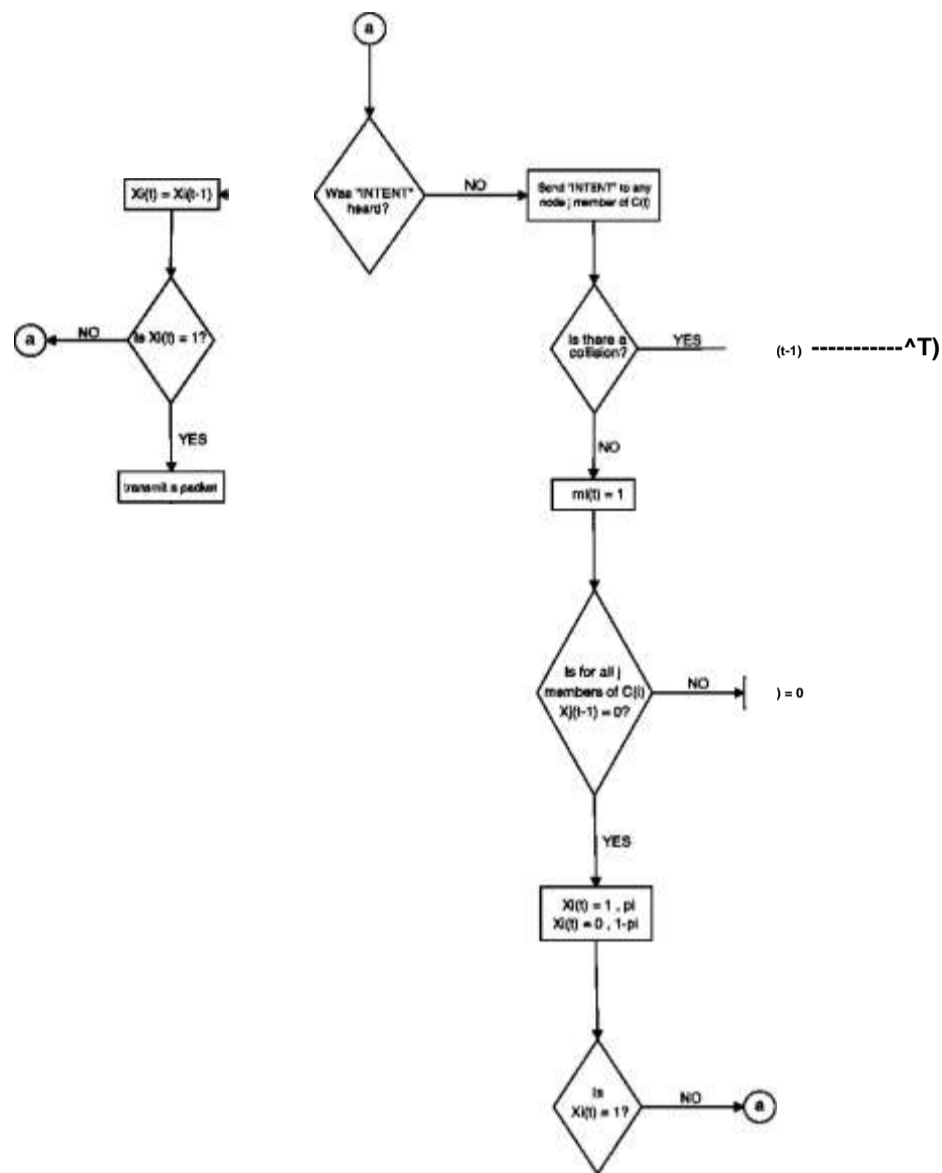 a
Was "INTENT"
heard?
NO
Send "INTENT" to any
node j member of C(i)
Xi(t) = Xi(t-1)
Is Xi(t) = 1?
NO
a
YES
transmit a packet
Is there a
collision?
YES
(t-1) -----------^T)
NO
mi(t) = 1
Is for all j
members of C(i)
Xj(t-1) = 0?
NO
) = 0
YES
Xi(t) = 1 , pi
Xi(t) = 0 , 1-pi
Is
Xi(t) = 1?
NO
a